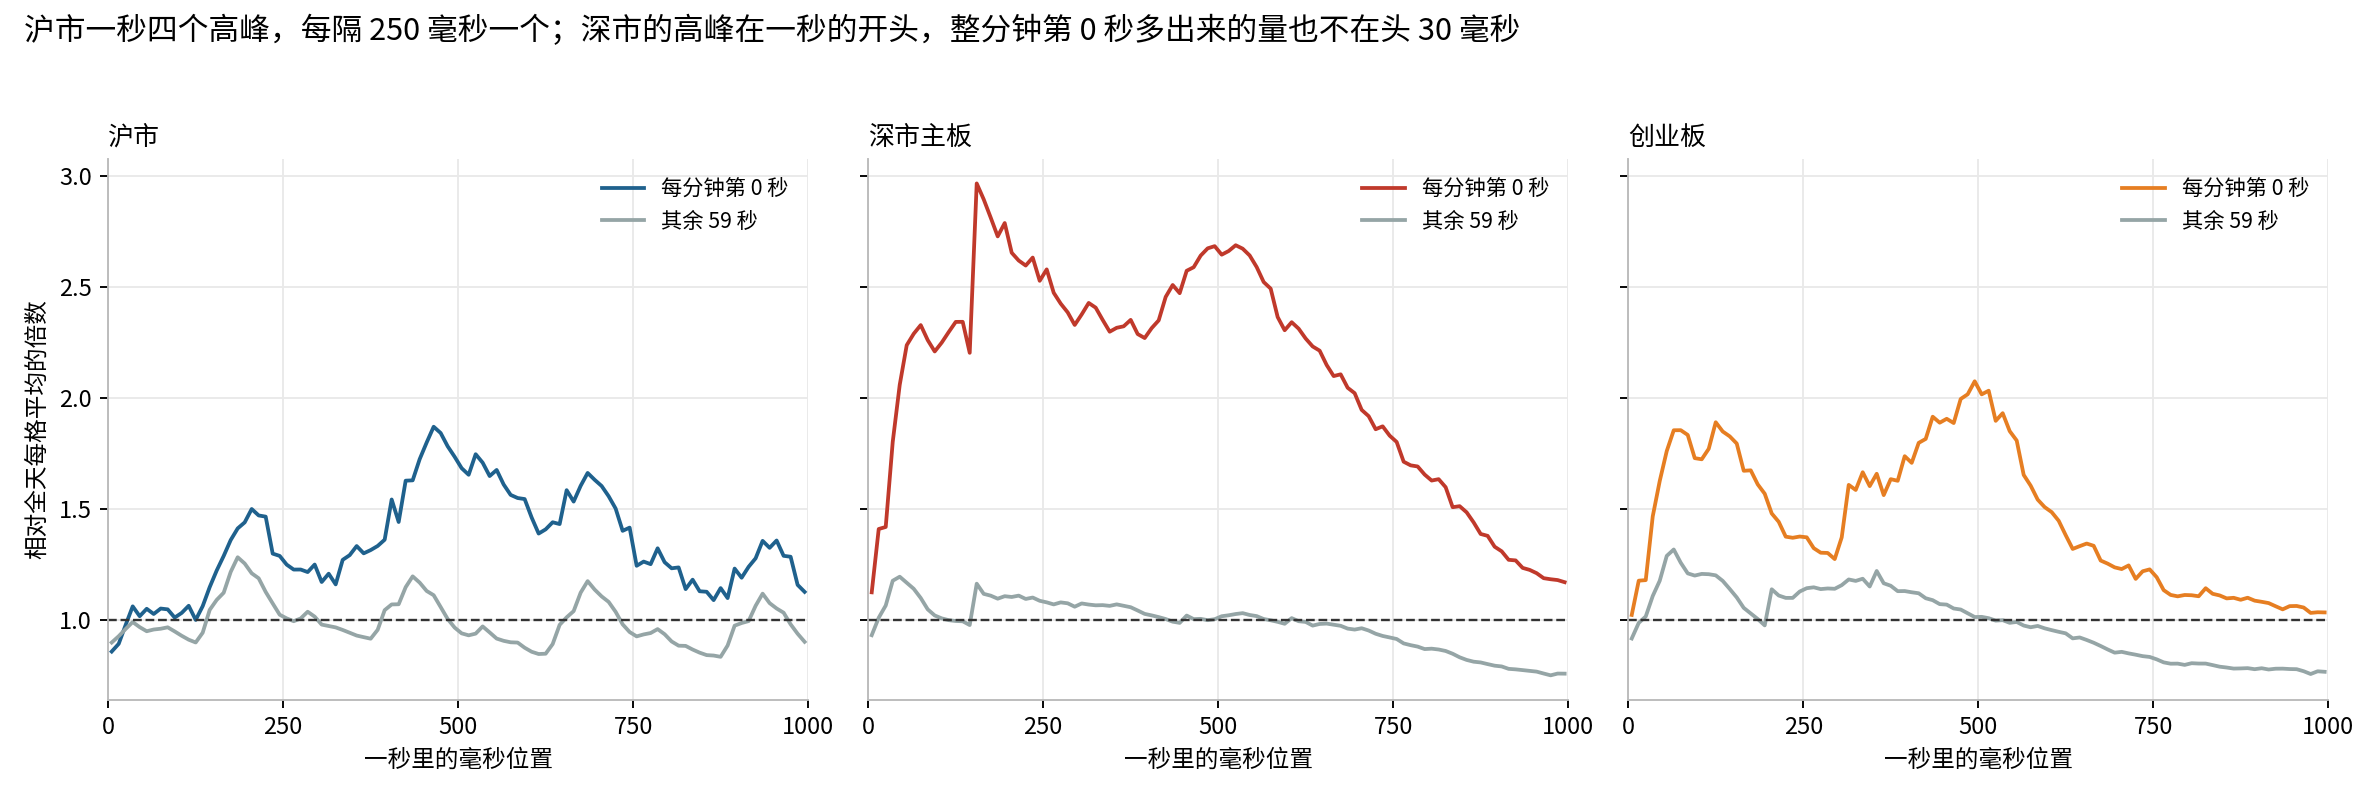 沪市一秒四个高峰，每隔 250 毫秒一个；深市的高峰在一秒的开头，整分钟第 0 秒多出来的量也不在头 30 毫秒
沪市
深市主板
创业板
每分钟第 0 秒
其余 59 秒
每分钟第 0 秒
其余 59 秒
每分钟第 0 秒
其余 59 秒
相对全天每格平均的倍数
3.0
2.5
2.0
1.5
1.0
0 250 500 750 1000
0 250 500 750 1000
0 250 500 750 1000
一秒里的毫秒位置
一秒里的毫秒位置
一秒里的毫秒位置